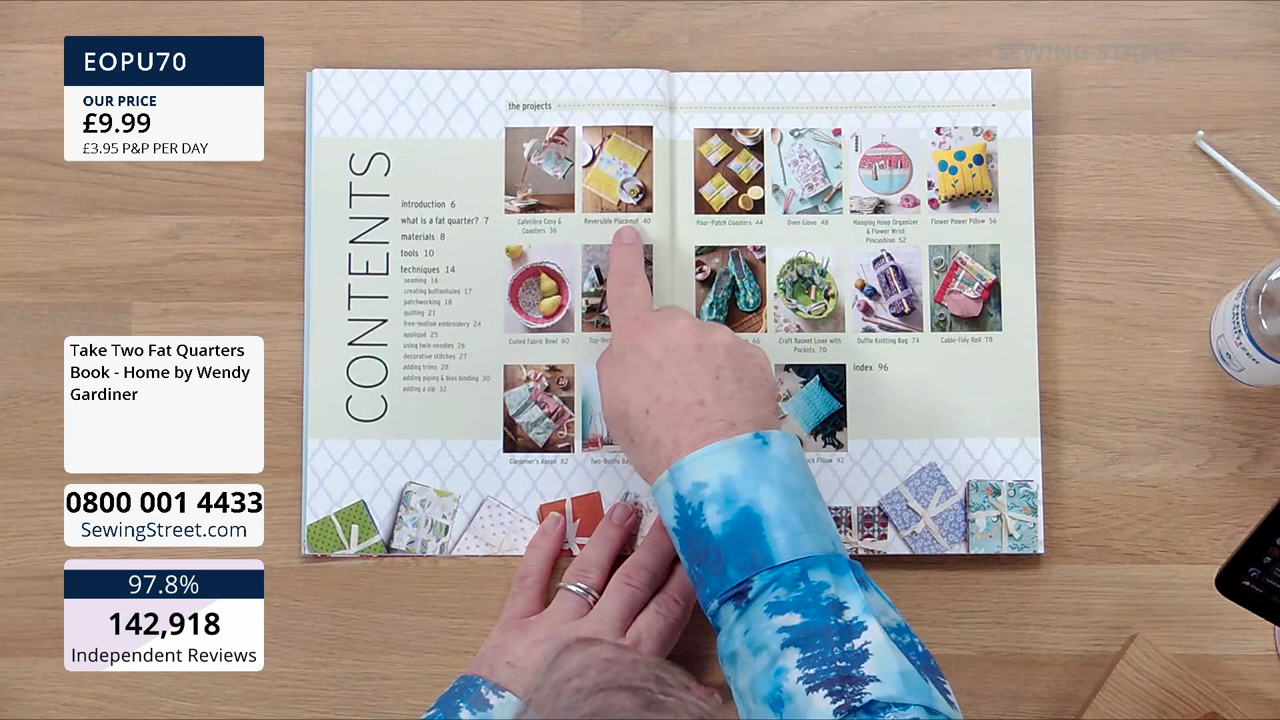 EOPU70
OUR PRICE
£9.99
£3.95 P&P PER DAY
Take Two Fat Quarters
Book - Home by Wendy
Gardiner
0800 001 4433
SewingStreet.com
97.8%
142,918
Independent Reviews
SEWING STREET
CONTENTS
introduction 6
what is a fat quarter? 7
materials 8
tools 10
techniques 14
seaming 16
creating buttonholes 17
patchworking 18
quilting 21
free-motion embroidery 24
appliqué 25
using twin needles 26
decorative stitches 27
adding trims 28
adding piping & bias binding 30
adding a zip 32
the projects
Cafetière Cosy &
Coasters 36
Reversible Placemat 40
Four-Patch Coasters 44
Oven Glove 48
Hanging Hoop Organizer
& Flower Wrist
Pincushion 52
Flower Power Pillow 56
Coiled Fabric Bowl 60
66
Craft Basket Liner with
Pockets 70
Duffle Knitting Bag 74
Cable-Tidy Roll 78
Gardener's Apron 82
Two-Bottle
Pillow 92
index 96